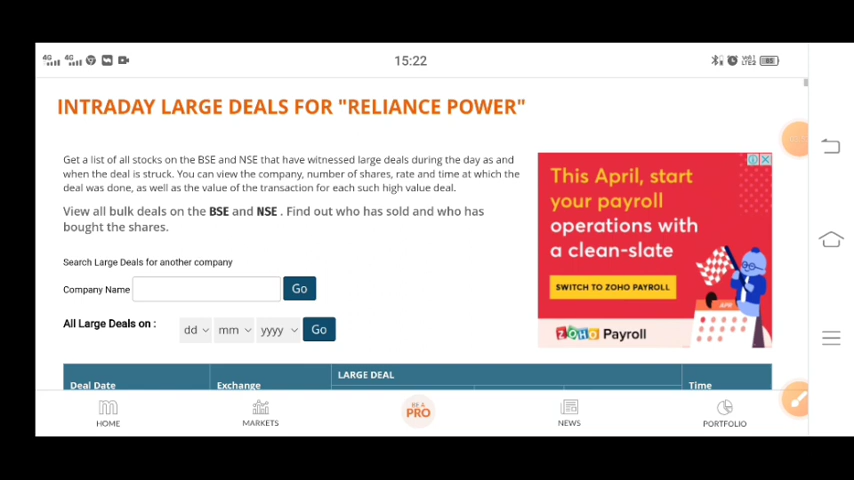 15:22
INTRADAY LARGE DEALS FOR "RELIANCE POWER"
Get a list of all stocks on the BSE and NSE that have witnessed large deals during the day as and
when the deal is struck. You can view the company, number of shares, rate and time at which the
deal was done, as well as the value of the transaction for each such high value deal.
View all bulk deals on the BSE and NSE . Find out who has sold and who has
bought the shares.
Search Large Deals for another company
Company Name Go
All Large Deals on : dd mm yyyy Go
This April, start
your payroll
operations with
a clean-slate
SWITCH TO ZOHO PAYROLL
APR
ZOHO Payroll
LARGE DEAL
Deal Date Exchange Time
HOME MARKETS BE A PRO NEWS PORTFOLIO